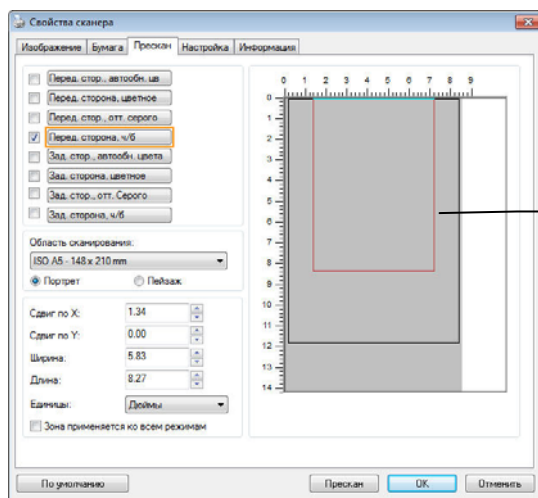 Свойства сканера
Изображение Бумага Прескан Настройка Информация
Перед. стор., автообн. цв
Перед. сторона, цветное
Перед. стор., отт. серого
Перед. сторона, ч/б
Зад. стор., автообн. цвета
Зад. сторона, цветное
Зад. стор., отт. Серого
Зад. сторона, ч/б
Область сканирования:
ISO A5 - 148 x 210 mm
Портрет Пейзаж
Сдвиг по X: 1.34
Сдвиг по Y: 0.00
Ширина: 5.83
Длина: 8.27
Единицы: Дюймы
Зона применяется ко всем режимам
0 1 2 3 4 5 6 7 8 9
0
1
2
3
4
5
6
7
8
9
10
11
12
13
14
По умолчанию Прескан OK Отменить